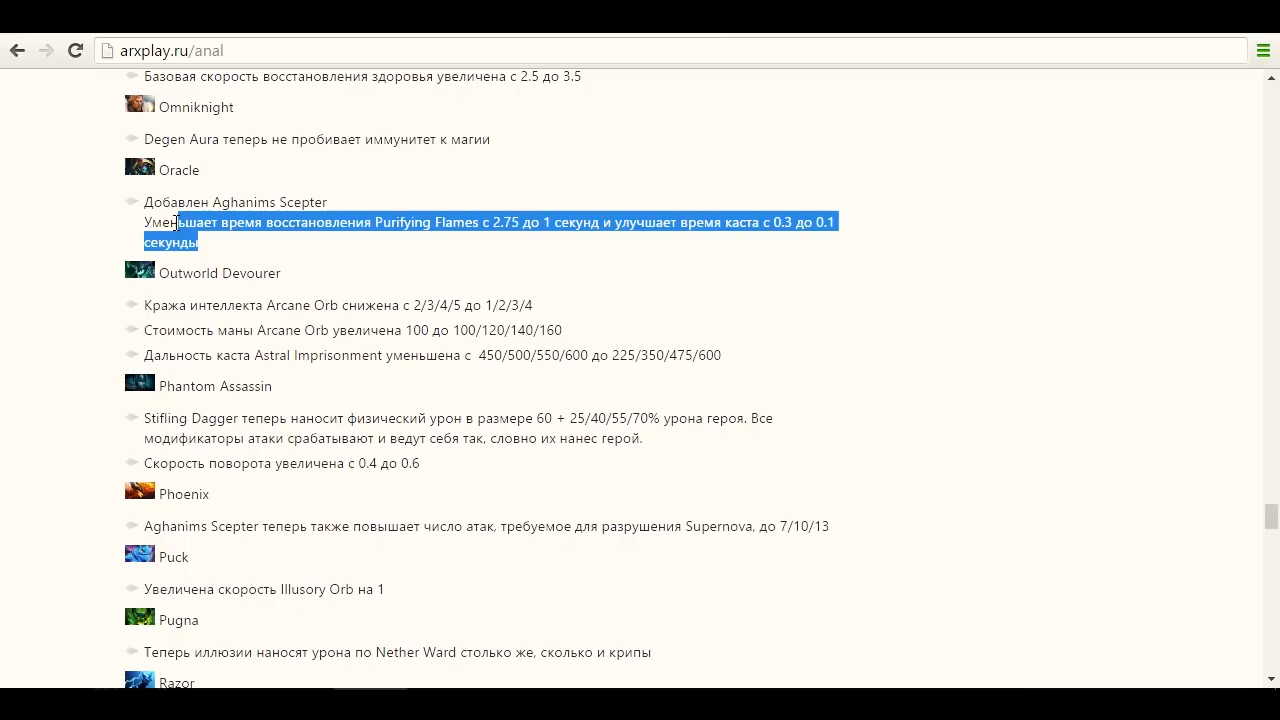 arxplay.ru/anal
Базовая скорость восстановления здоровья увеличена с 2.5 до 3.5
Omniknight
Degen Aura теперь не пробивает иммунитет к магии
Oracle
Добавлен Aghanims Scepter
Уменьшает время восстановления Purifying Flames с 2.75 до 1 секунд и улучшает время каста с 0.3 до 0.1
секунды
Outworld Devourer
Кража интеллекта Arcane Orb снижена с 2/3/4/5 до 1/2/3/4
Стоимость маны Arcane Orb увеличена 100 до 100/120/140/160
Дальность каста Astral Imprisonment уменьшена с 450/500/550/600 до 225/350/475/600
Phantom Assassin
Stifling Dagger теперь наносит физический урон в размере 60 + 25/40/55/70% урона героя. Все
модификаторы атаки срабатывают и ведут себя так, словно их нанес герой.
Скорость поворота увеличена с 0.4 до 0.6
Phoenix
Aghanims Scepter теперь также повышает число атак, требуемое для разрушения Supernova, до 7/10/13
Puck
Увеличена скорость Illusory Orb на 1
Pugna
Теперь иллюзии наносят урона по Nether Ward столько же, сколько и крипы
Razor